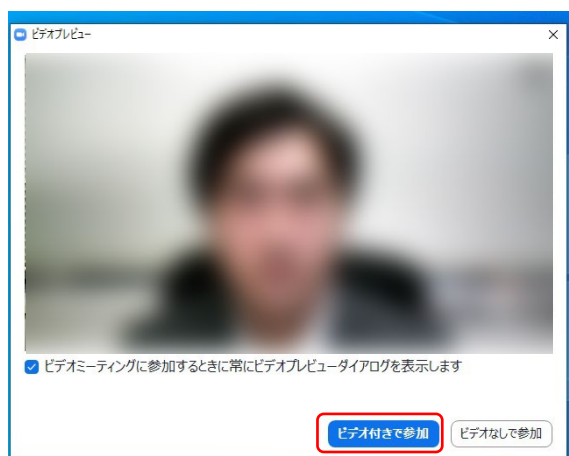 ビデオプレビュー
ビデオミーティングに参加するときに常にビデオプレビューダイアログを表示します
ビデオ付きで参加
ビデオなしで参加